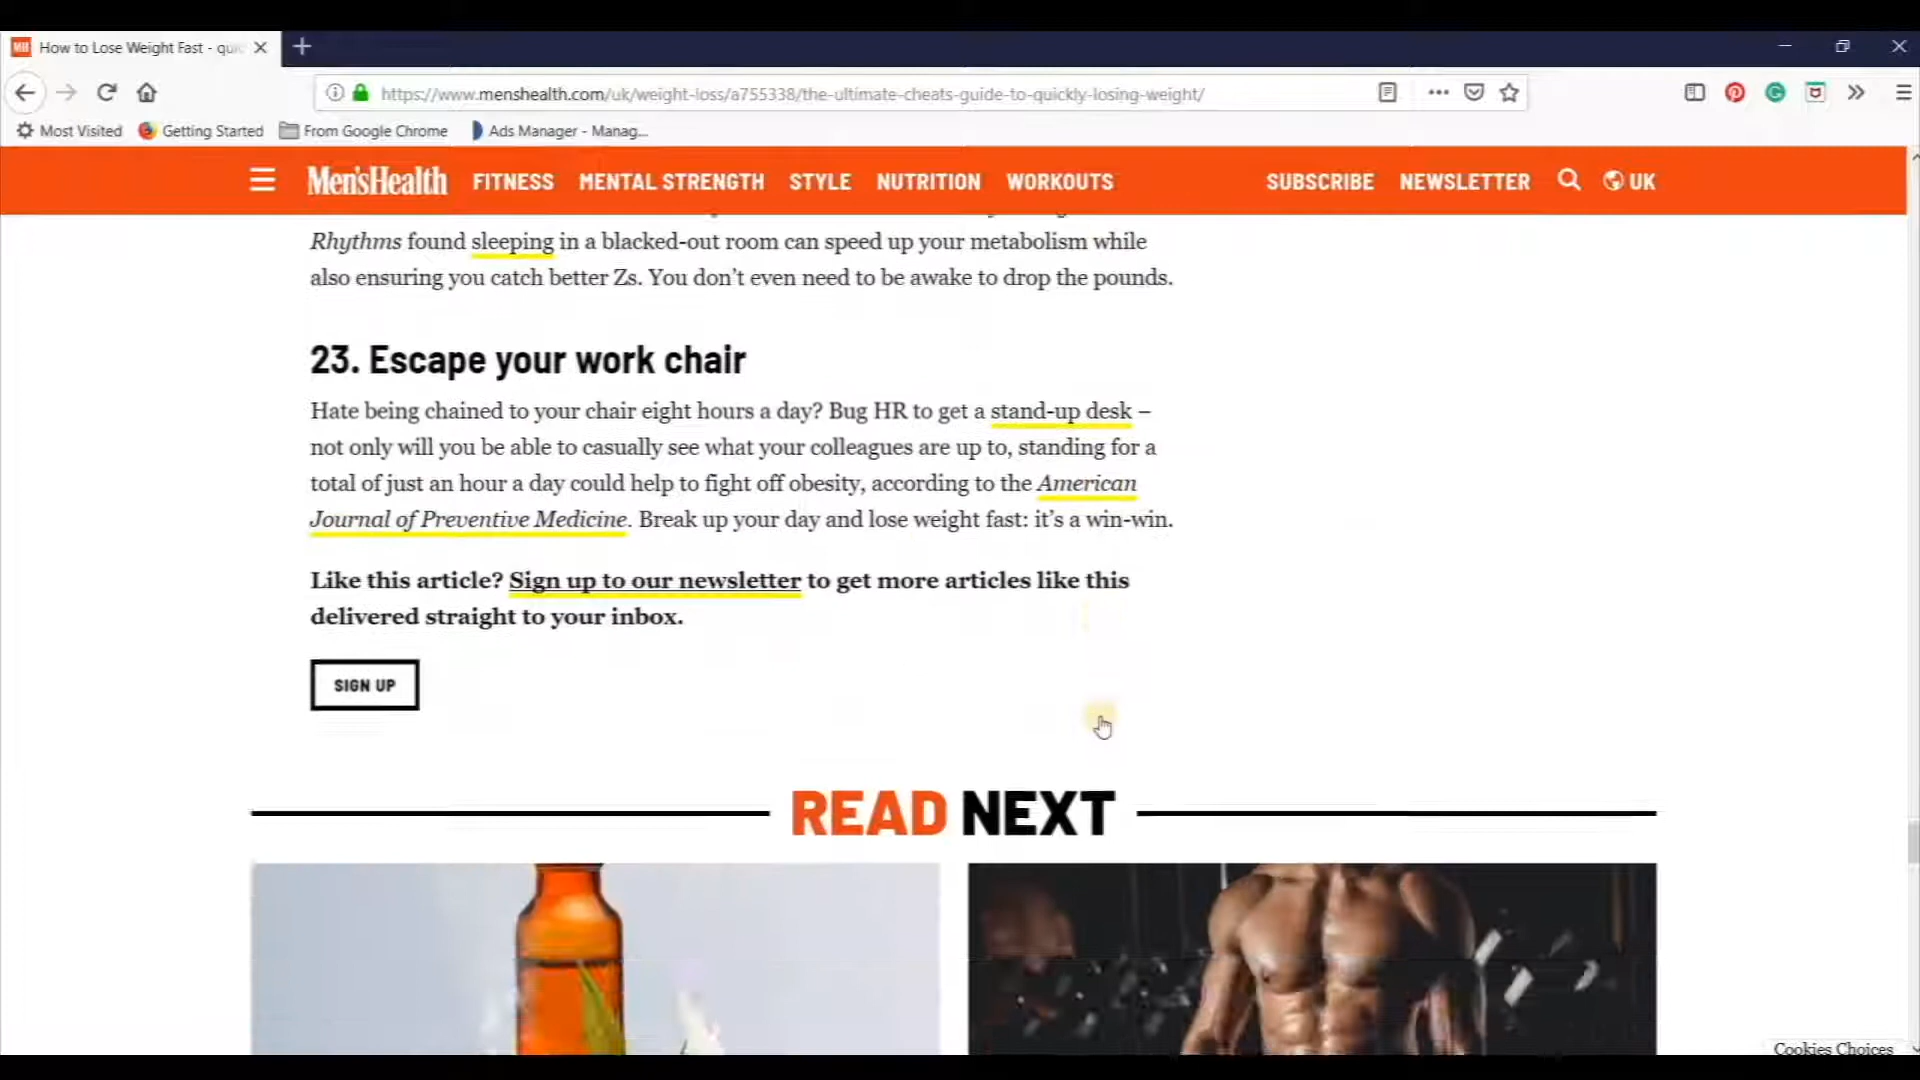 How to Lose Weight Fast - quic
https://www.menshealth.com/uk/weight-loss/a755338/the-ultimate-cheats-guide-to-quickly-losing-weight/
Most Visited Getting Started From Google Chrome Ads Manager - Manag...
Men'sHealth FITNESS MENTAL STRENGTH STYLE NUTRITION WORKOUTS SUBSCRIBE NEWSLETTER UK
Rhythms found sleeping in a blacked-out room can speed up your metabolism while
also ensuring you catch better Zs. You don’t even need to be awake to drop the pounds.
23. Escape your work chair
Hate being chained to your chair eight hours a day? Bug HR to get a stand-up desk –
not only will you be able to casually see what your colleagues are up to, standing for a
total of just an hour a day could help to fight off obesity, according to the American
Journal of Preventive Medicine. Break up your day and lose weight fast: it’s a win-win.
Like this article? Sign up to our newsletter to get more articles like this
delivered straight to your inbox.
SIGN UP
READ NEXT
Cookies Choices